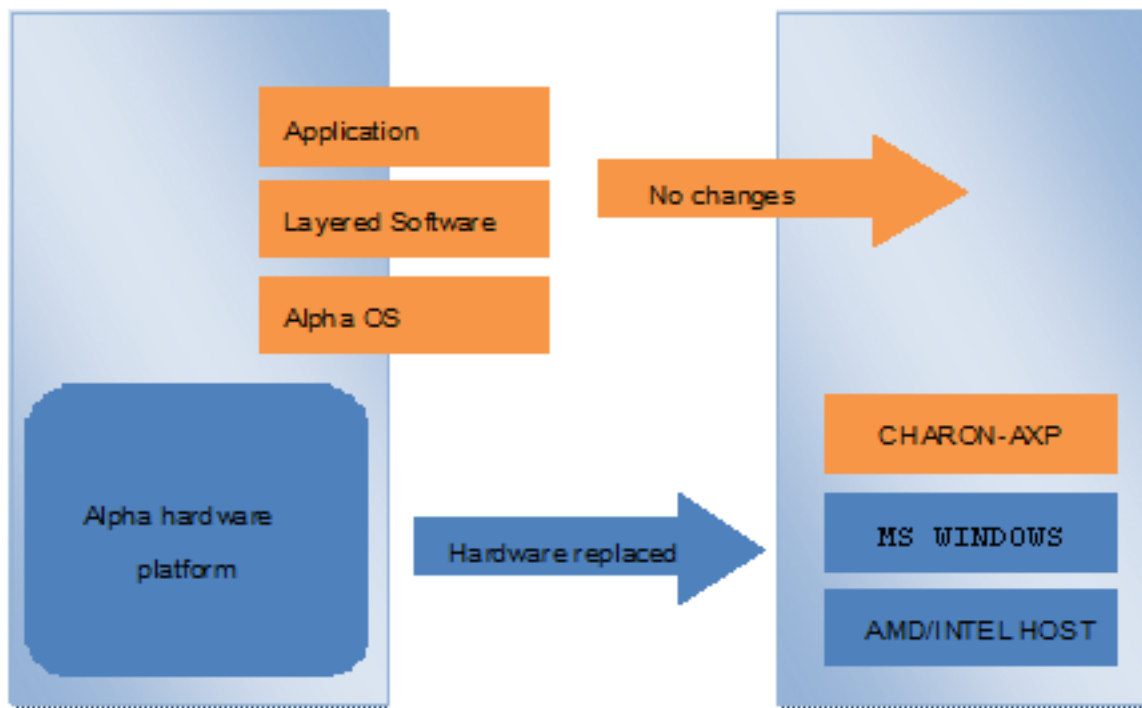 Application
Layered Software
Alpha OS
No changes
Alpha hardware
platform
Hardware replaced
CHARON-AXP
MS WINDOWS
AMD/INTEL HOST